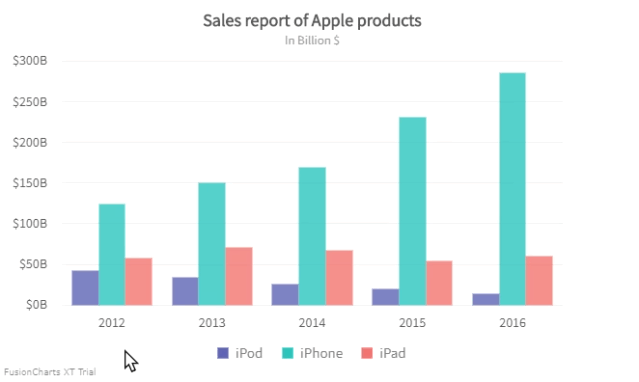 Sales report of Apple products
In Billion $
$300B
$250B
$200B
$150B
$100B
$50B
$0B
2012 2013 2014 2015 2016
iPod iPhone iPad
FusionCharts XT Trial